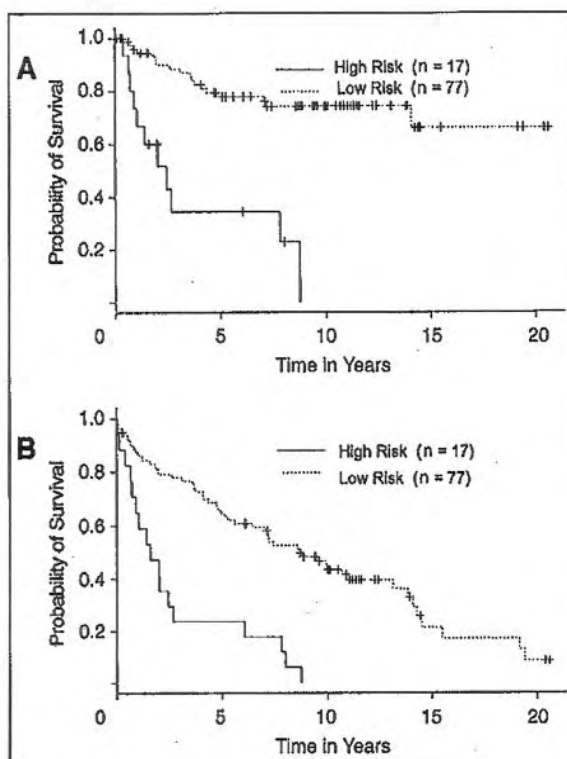 A
Probability of Survival
1.0
0.8
0.6
0.4
0.2
High Risk (n = 17)
Low Risk (n = 77)
0 5 10 15 20
Time in Years
B
Probability of Survival
1.0
0.8
0.6
0.4
0.2
High Risk (n = 17)
Low Risk (n = 77)
0 5 10 15 20
Time in Years